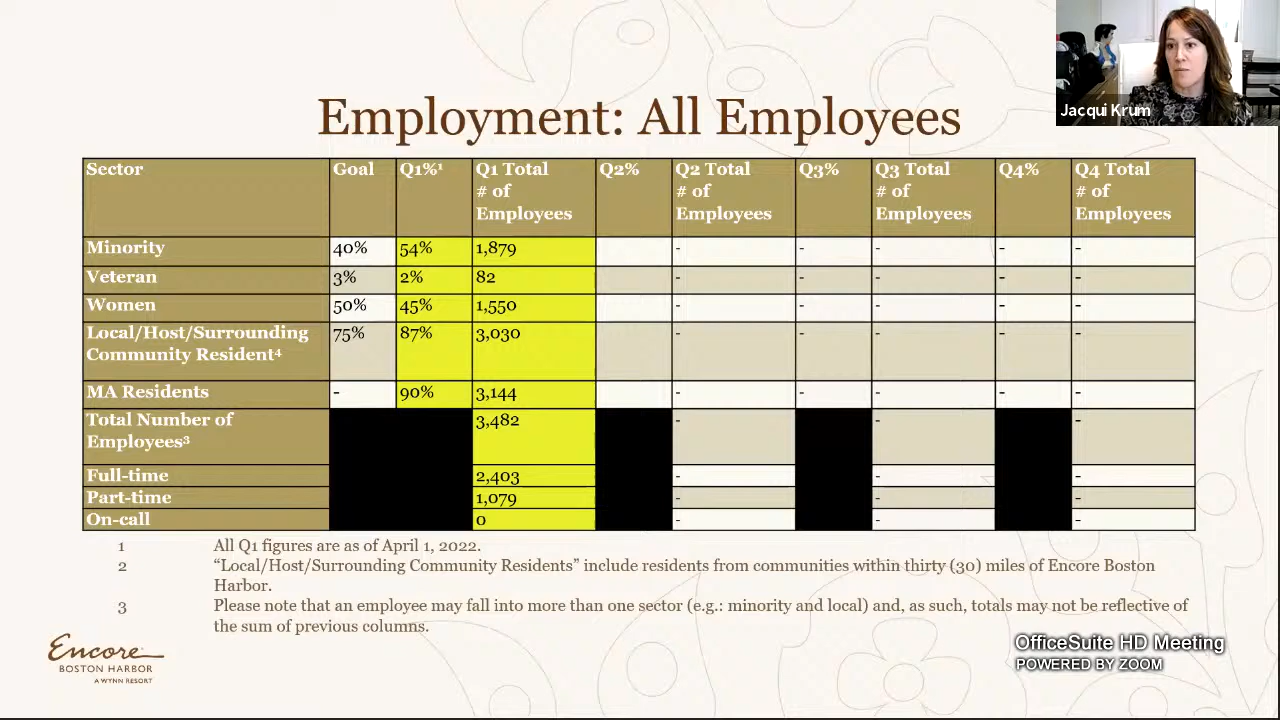 Jacqui Krum
Employment: All Employees
Sector Goal Q1%¹ Q1 Total # of Employees Q2% Q2 Total # of Employees Q3% Q3 Total # of Employees Q4% Q4 Total # of Employees
Minority 40% 54% 1,879 - - - - -
Veteran 3% 2% 82 - - - - -
Women 50% 45% 1,550 - - - - -
Local/Host/Surrounding Community Resident⁴ 75% 87% 3,030 - - - - -
MA Residents - 90% 3,144 - - - - -
Total Number of Employees³ 3,482 - - -
Full-time 2,403 - - -
Part-time 1,079 - - -
On-call 0 - - -
1 All Q1 figures are as of April 1, 2022.
2 “Local/Host/Surrounding Community Residents” include residents from communities within thirty (30) miles of Encore Boston
Harbor.
3 Please note that an employee may fall into more than one sector (e.g.: minority and local) and, as such, totals may not be reflective of
the sum of previous columns.
Encore
BOSTON HARBOR
A WYNN RESORT
OfficeSuite HD Meeting
POWERED BY ZOOM